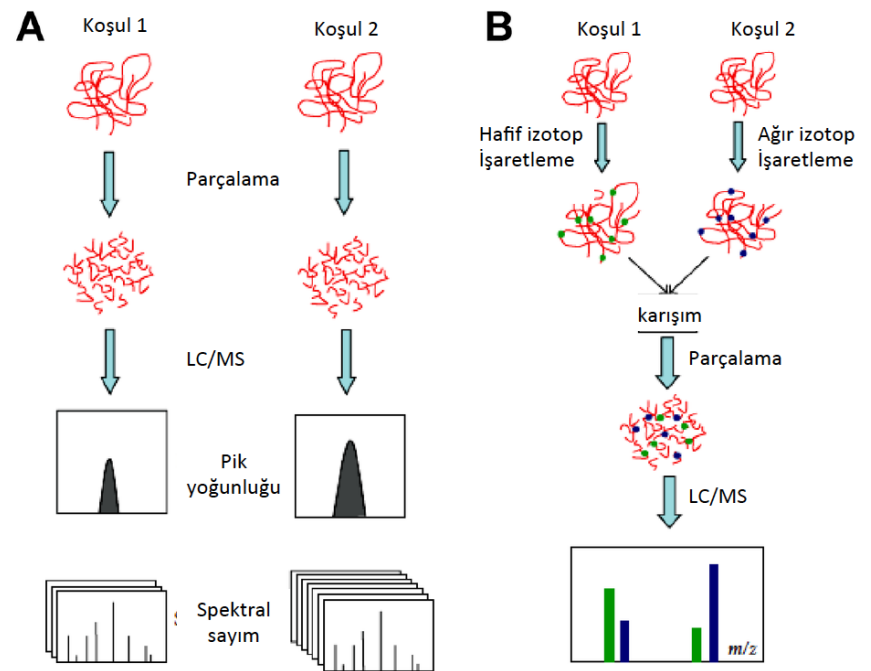 A
Koşul 1
Koşul 2
Parçalama
LC/MS
Pik
yoğunluğu
Spektral
sayım
B
Koşul 1
Koşul 2
Hafif izotop
İşaretleme
Ağır izotop
İşaretleme
karışım
Parçalama
LC/MS
m/z